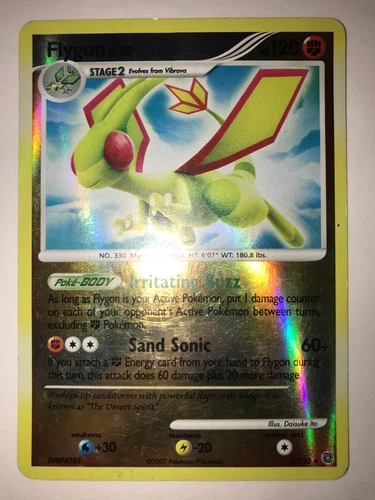 Flygon
120
STAGE2 Evolves from Vibrava
NO. 330 HT: 6'07" WT: 180.8 lbs.
Poké-BODY Irritating Buzz
As long as Flygon is your Active Pokémon, put 1 damage counter
on each of your opponent's Active Pokémon between turns,
excluding Pokémon.
Sand Sonic 60+
If you attach a Energy card from your hand to Flygon during
this turn, this attack does 60 damage plus 20 more damage.
It whips up sandstorms with powerful flaps of its wings. It is
known as "The Desert Spirit."
Illus. Daisuke Ito
weakness resistance retreat cost
+30 -20
©2007 Pokémon/Nintendo